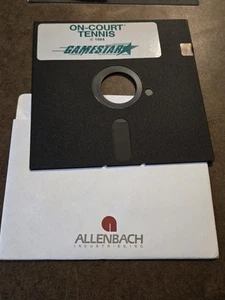 ON-COURT
TENNIS
© 1984
GAMESTAR
ALLENBACH
INDUSTRIES INC